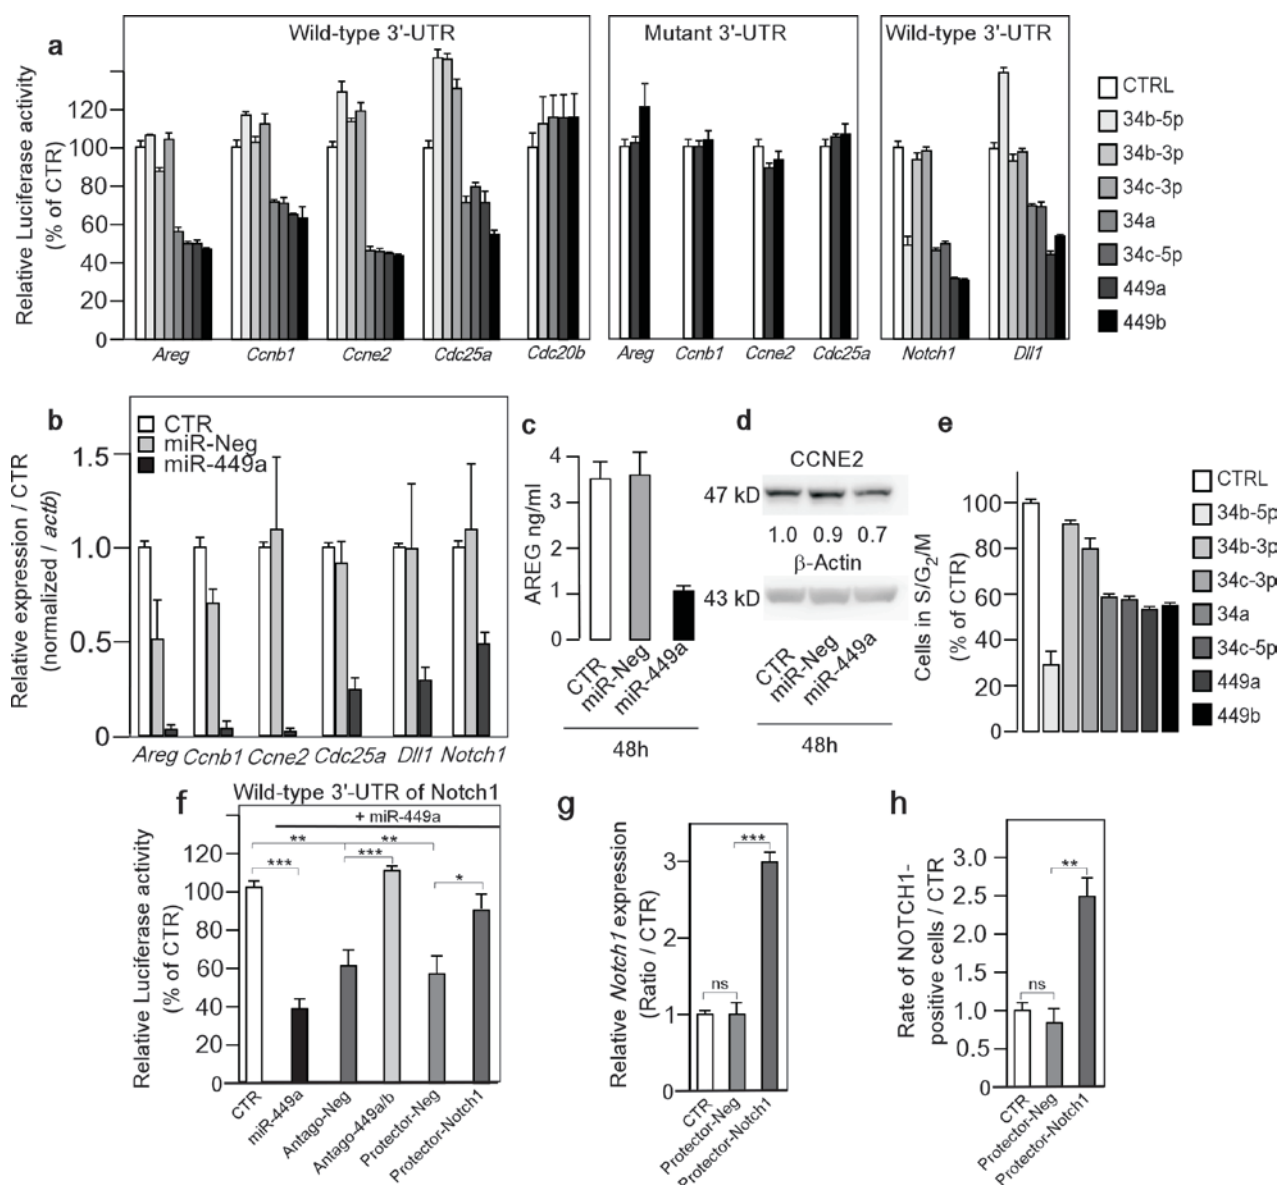 a
Wild-type 3'-UTR
Mutant 3'-UTR
Wild-type 3'-UTR
Relative Luciferase activity
(% of CTR)
120
100
80
60
40
20
0
Areg
Ccnb1
Ccne2
Cdc25a
Cdc20b
Areg
Ccnb1
Ccne2
Cdc25a
Notch1
Dll1
CTRL
34b-5p
34b-3p
34c-3p
34a
34c-5p
449a
449b
b
CTR
miR-Neg
miR-449a
Relative expression / CTR
(normalized / actb)
1.5
1.0
0.5
0
Areg Ccnb1 Ccne2 Cdc25a Dll1 Notch1
c
AREG ng/ml
4
3
2
1
0
CTR
miR-Neg
miR-449a
48h
d
CCNE2
47 kD
1.0 0.9 0.7
β-Actin
43 kD
CTR
miR-Neg
miR-449a
48h
e
Cells in S/G2/M
(% of CTR)
100
80
60
40
20
0
CTRL
34b-5p
34b-3p
34c-3p
34a
34c-5p
449a
449b
f
Wild-type 3'-UTR of Notch1
+ miR-449a
Relative Luciferase activity
(% of CTR)
120
100
80
60
40
20
0
** **
*** *** *
CTR
miR-449a
Antago-Neg
Antago-449a/b
Protector-Neg
Protector-Notch1
g
Relative Notch1 expression
(Ratio / CTR)
3
2
1
0
***
ns
CTR
Protector-Neg
Protector-Notch1
h
Rate of NOTCH1-
positive cells / CTR
3.0
2.5
2.0
1.5
1.0
0.5
0
**
ns
CTR
Protector-Neg
Protector-Notch1